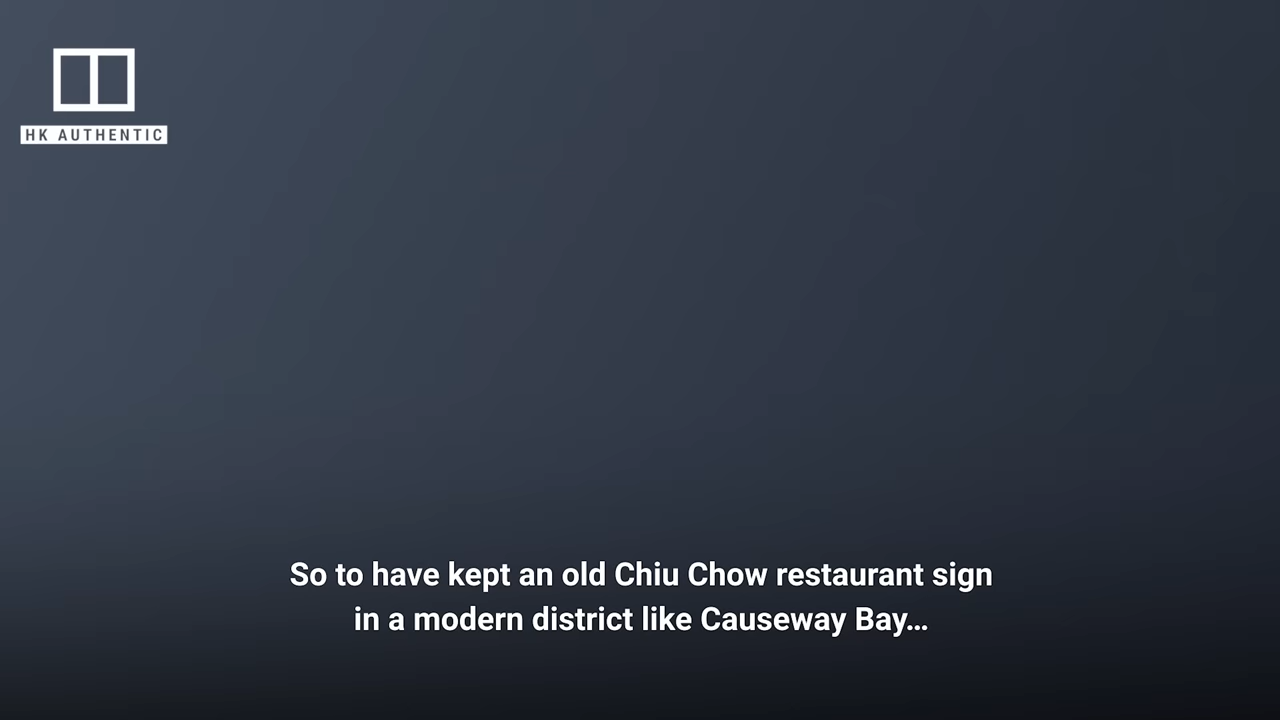 HK AUTHENTIC
So to have kept an old Chiu Chow restaurant sign
in a modern district like Causeway Bay…